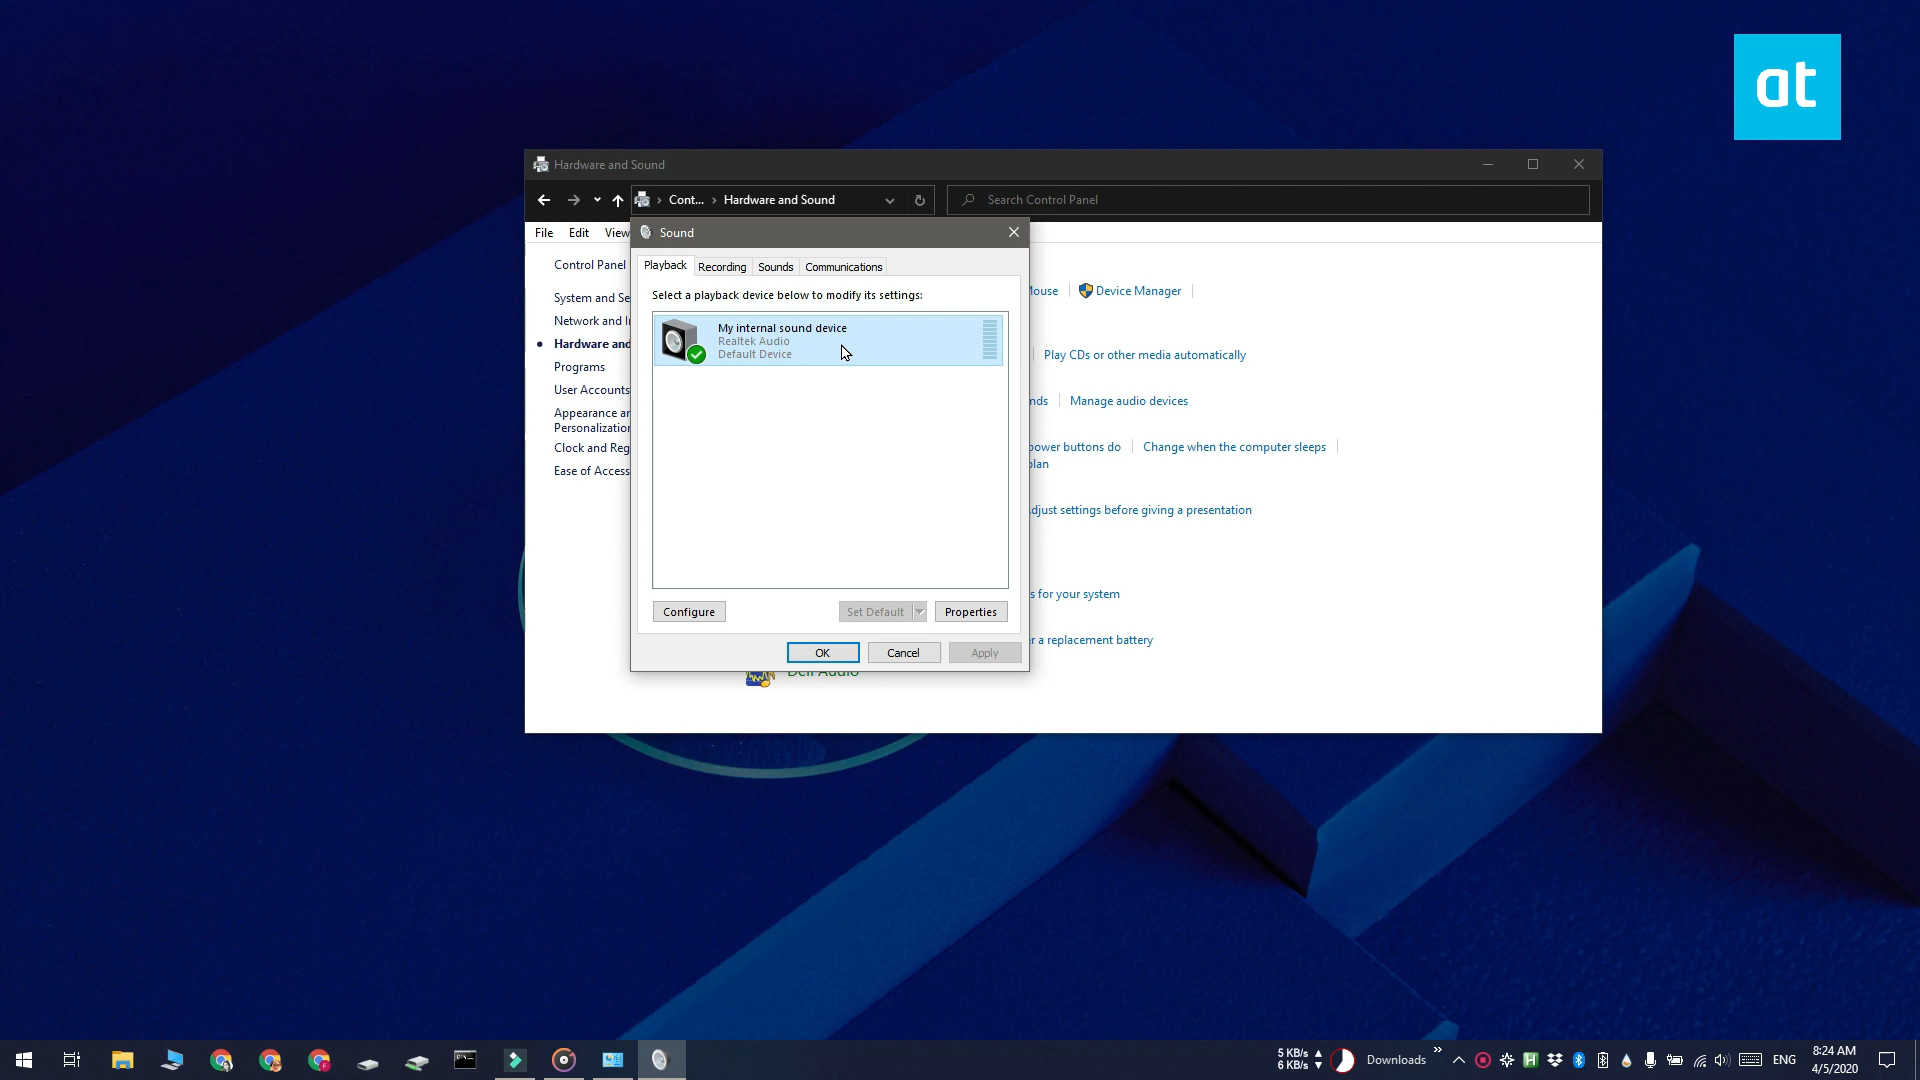 at
Hardware and Sound
Cont... > Hardware and Sound
Search Control Panel
File Edit View
Sound
Playback Recording Sounds Communications
Select a playback device below to modify its settings:
My internal sound device
Realtek Audio
Default Device
Configure Set Default Properties
OK Cancel Apply
Control Panel
System and Se
Network and I
Hardware and
Programs
User Accounts
Appearance an
Personalization
Clock and Reg
Ease of Access
Mouse Device Manager
Play CDs or other media automatically
nds Manage audio devices
power buttons do Change when the computer sleeps
plan
djust settings before giving a presentation
s for your system
er a replacement battery
Dell Audio
5 KB/s
6 KB/s
Downloads
ENG
8:24 AM
4/5/2020